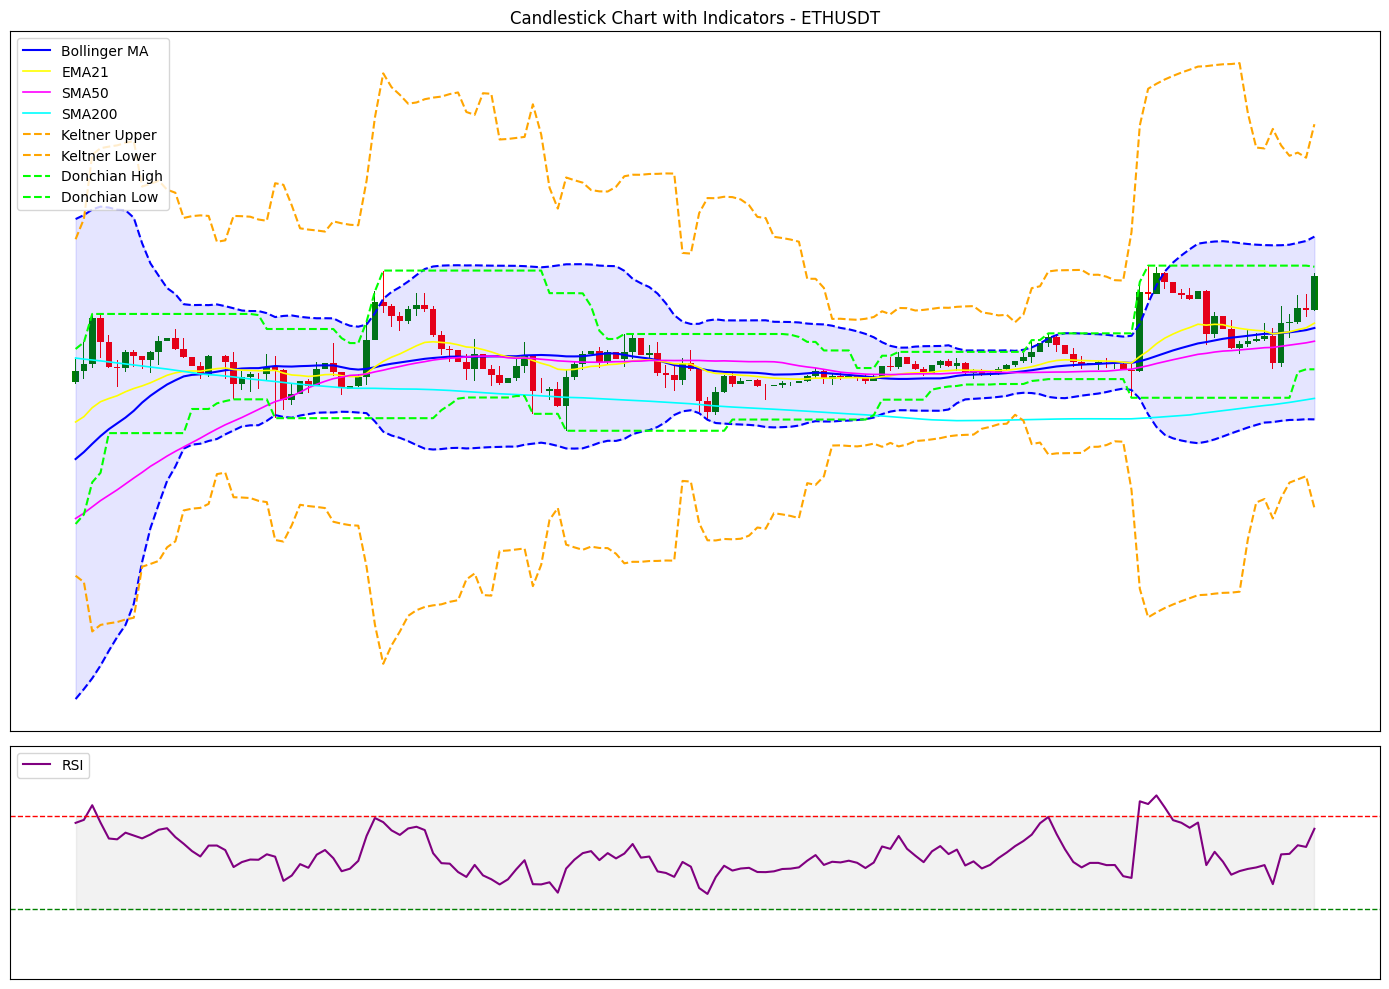 Candlestick Chart with Indicators - ETHUSDT
Bollinger MA
EMA21
SMA50
SMA200
Keltner Upper
Keltner Lower
Donchian High
Donchian Low
RSI